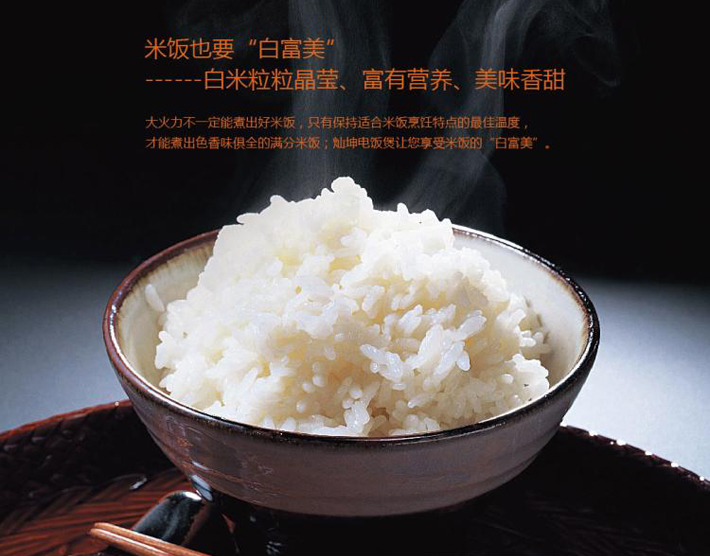 米饭也要“白富美”
------白米粒粒晶莹、富有营养、美味香甜
大火力不一定能煮出好米饭，只有保持适合米饭烹饪特点的最佳温度，
才能煮出色香味俱全的满分米饭；灿坤电饭煲让您享受米饭的“白富美”。